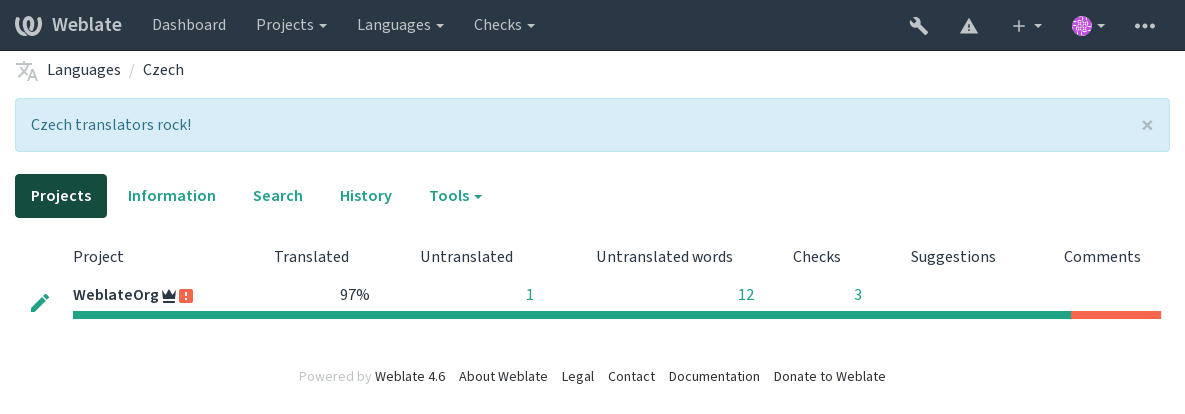 Weblate Dashboard Projects Languages Checks
Languages / Czech
Czech translators rock! ×
Projects Information Search History Tools
Project Translated Untranslated Untranslated words Checks Suggestions Comments
WeblateOrg 97% 1 12 3
Powered by Weblate 4.6 About Weblate Legal Contact Documentation Donate to Weblate